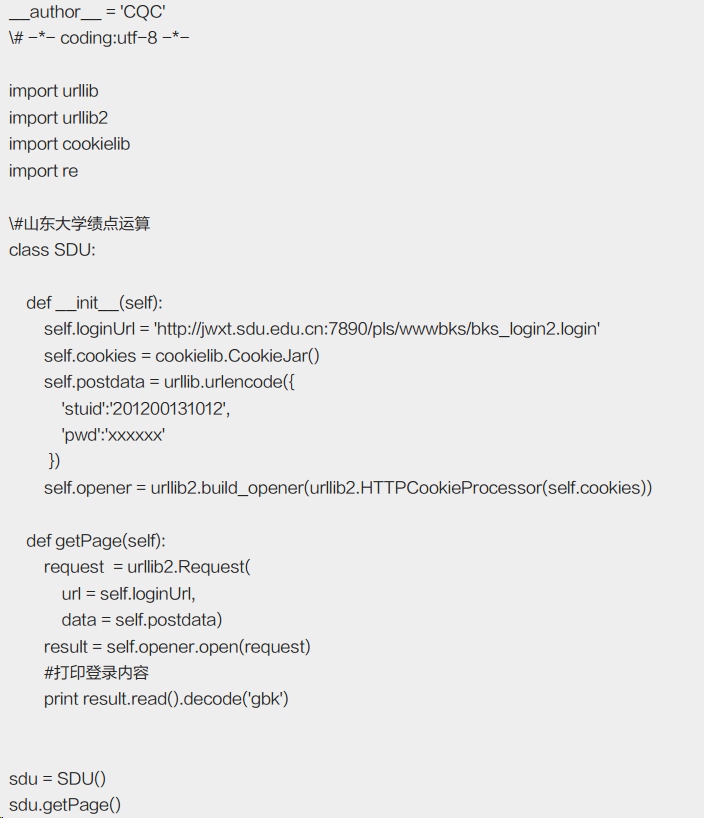 __author__ = 'CQC'
\# -*- coding:utf-8 -*-
import urllib
import urllib2
import cookielib
import re
\#山东大学绩点运算
class SDU:
def __init__(self):
self.loginUrl = 'http://jwxt.sdu.edu.cn:7890/pls/wwwbks/bks_login2.login'
self.cookies = cookielib.CookieJar()
self.postdata = urllib.urlencode({
'stuid':'201200131012',
'pwd':'xxxxxx'
})
self.opener = urllib2.build_opener(urllib2.HTTPCookieProcessor(self.cookies))
def getPage(self):
request  = urllib2.Request(
url = self.loginUrl,
data = self.postdata)
result = self.opener.open(request)
#打印登录内容
print result.read().decode('gbk')
sdu = SDU()
sdu.getPage()